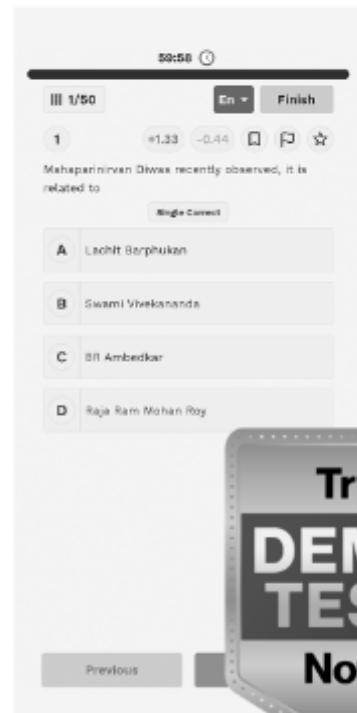 59:58
1/50 En Finish
1 +1.33 -0.44
Mahaparinirvan Diwas recently observed, it is
related to
Single Correct
A Lachit Barphukan
B Swami Vivekananda
C BR Ambedkar
D Raja Ram Mohan Roy
Tr
DEM
TES
No
Previous